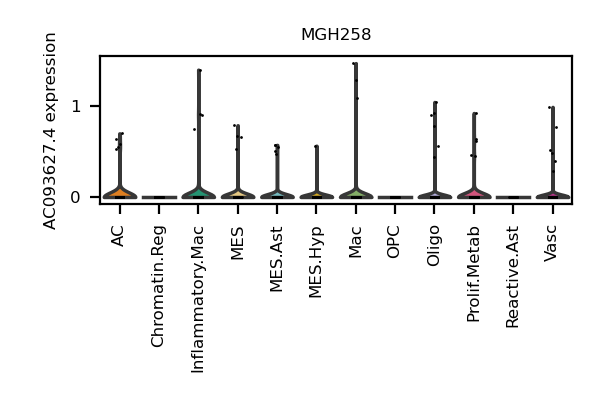 MGH258
AC093627.4 expression
1
0
AC
Chromatin.Reg
Inflammatory.Mac
MES
MES.Ast
MES.Hyp
Mac
OPC
Oligo
Prolif.Metab
Reactive.Ast
Vasc